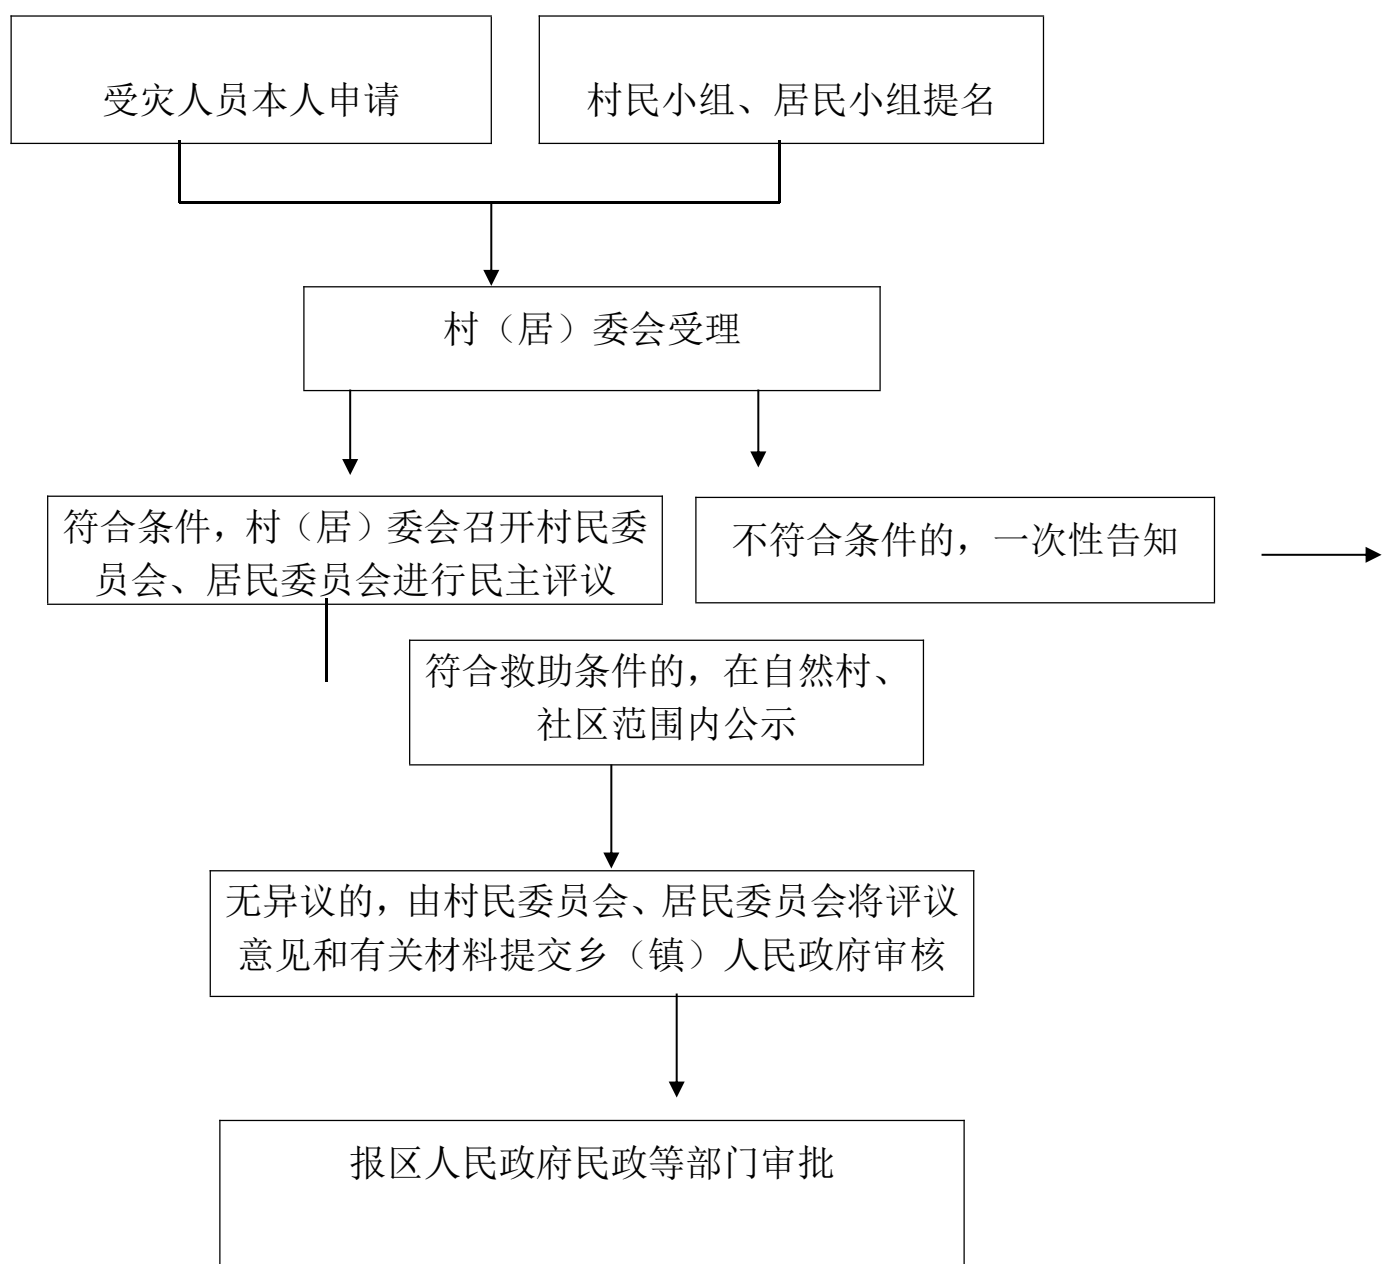 受灾人员本人申请
村民小组、居民小组提名
村（居）委会受理
符合条件，村（居）委会召开村民委
员会、居民委员会进行民主评议
不符合条件的，一次性告知
符合救助条件的，在自然村、
社区范围内公示
无异议的，由村民委员会、居民委员会将评议
意见和有关材料提交乡（镇）人民政府审核
报区人民政府民政等部门审批